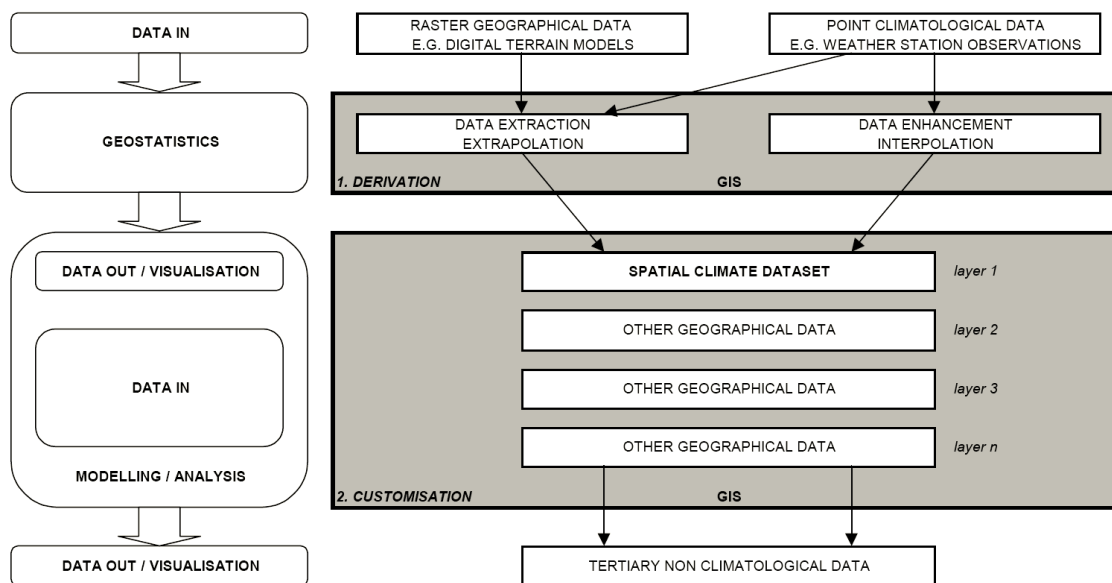 DATA IN
RASTER GEOGRAPHICAL DATA
E.G. DIGITAL TERRAIN MODELS
POINT CLIMATOLOGICAL DATA
E.G. WEATHER STATION OBSERVATIONS
GEOSTATISTICS
DATA EXTRACTION
EXTRAPOLATION
DATA ENHANCEMENT
INTERPOLATION
1. DERIVATION
GIS
DATA OUT / VISUALISATION
SPATIAL CLIMATE DATASET
layer 1
OTHER GEOGRAPHICAL DATA
layer 2
DATA IN
OTHER GEOGRAPHICAL DATA
layer 3
OTHER GEOGRAPHICAL DATA
layer n
MODELLING / ANALYSIS
2. CUSTOMISATION
GIS
DATA OUT / VISUALISATION
TERTIARY NON CLIMATOLOGICAL DATA